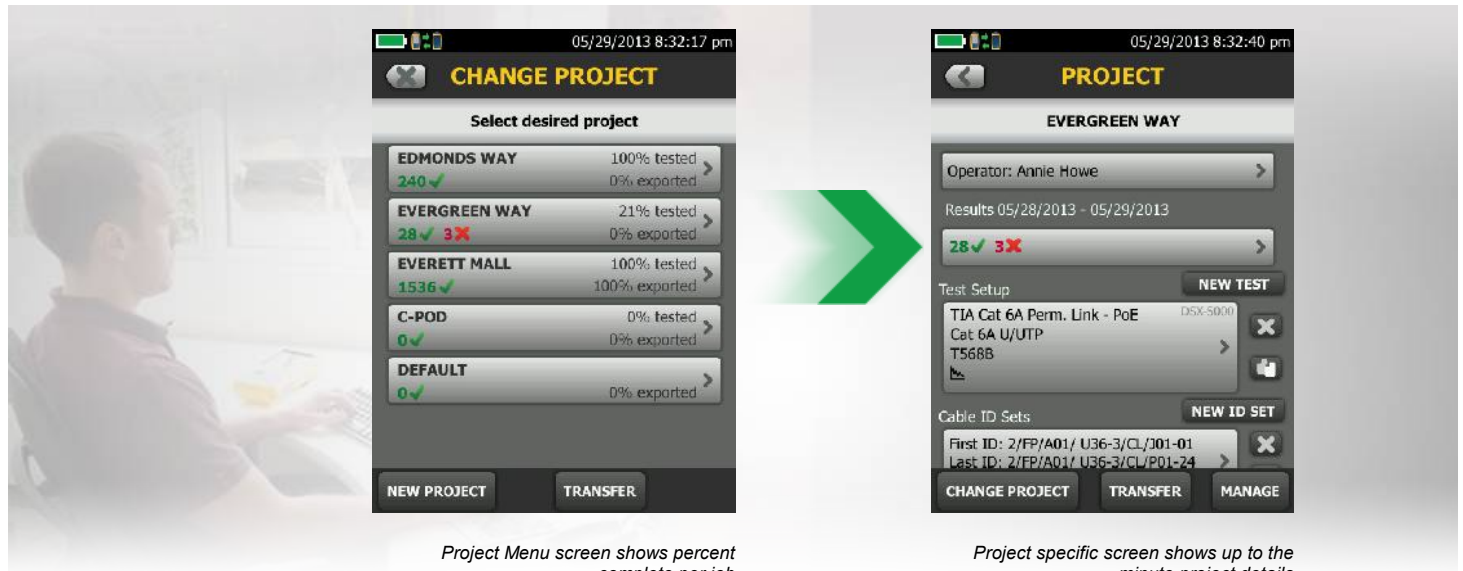 05/29/2013 8:32:17 pm
CHANGE PROJECT
Select desired project
EDMONDS WAY 100% tested
240 0% exported
EVERGREEN WAY 21% tested
28 3 0% exported
EVERETT MALL 100% tested
1536 100% exported
C-POD 0% tested
0 0% exported
DEFAULT
0 0% exported
NEW PROJECT TRANSFER
Project Menu screen shows percent
complete per job
05/29/2013 8:32:40 pm
PROJECT
EVERGREEN WAY
Operator: Annie Howe
Results 05/28/2013 - 05/29/2013
28 3
Test Setup NEW TEST
TIA Cat 6A Perm. Link - PoE DSX-5000
Cat 6A U/UTP
T568B
Cable ID Sets NEW ID SET
First ID: 2/FP/A01/ U36-3/CL/J01-01
Last ID: 2/FP/A01/ U36-3/CL/P01-24
CHANGE PROJECT TRANSFER MANAGE
Project specific screen shows up to the
minute project details